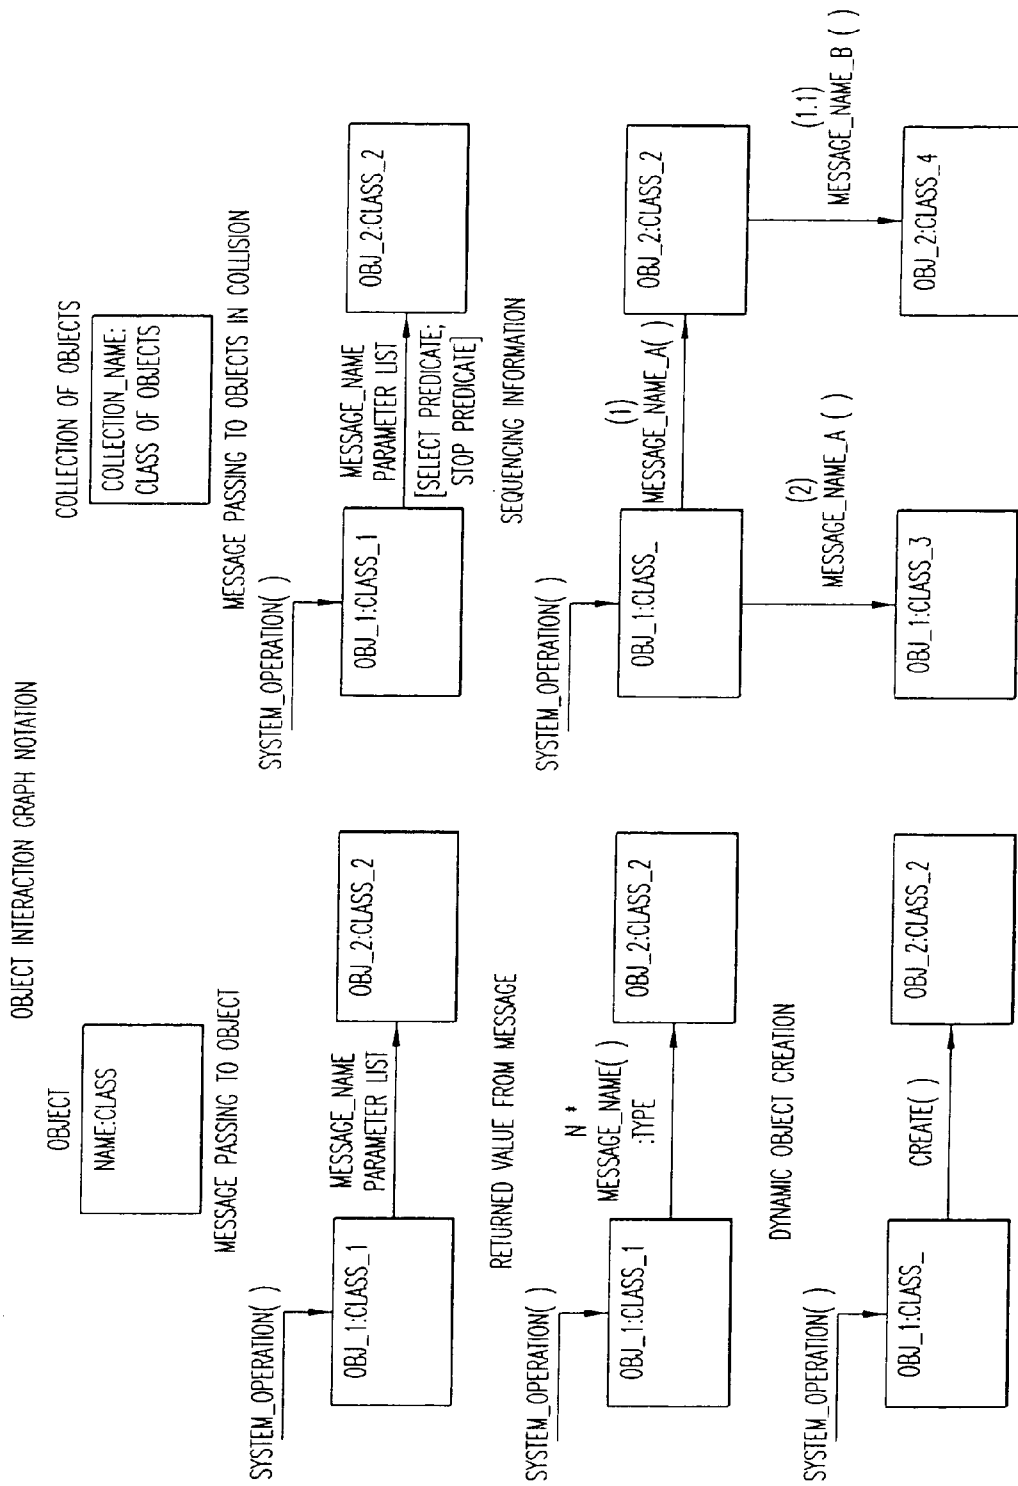 OBJECT INTERACTION GRAPH NOTATION
OBJECT
NAME:CLASS
MESSAGE PASSING TO OBJECT
SYSTEM_OPERATION( )
OBJ_1:CLASS_1
MESSAGE_NAME
PARAMETER LIST
OBJ_2:CLASS_2
RETURNED VALUE FROM MESSAGE
SYSTEM_OPERATION( )
OBJ_1:CLASS_1
N *
MESSAGE_NAME( )
:TYPE
OBJ_2:CLASS_2
DYNAMIC OBJECT CREATION
SYSTEM_OPERATION( )
OBJ_1:CLASS_
CREATE( )
OBJ_2:CLASS_2
COLLECTION OF OBJECTS
COLLECTION_NAME:
CLASS OF OBJECTS
MESSAGE PASSING TO OBJECTS IN COLLISION
SYSTEM_OPERATION( )
OBJ_1:CLASS_1
MESSAGE_NAME
PARAMETER LIST
[SELECT PREDICATE;
STOP PREDICATE]
OBJ_2:CLASS_2
SEQUENCING INFORMATION
SYSTEM_OPERATION( )
OBJ_1:CLASS_
(1)
MESSAGE_NAME_A( )
OBJ_2:CLASS_2
(2)
MESSAGE_NAME_A ( )
(1.1)
MESSAGE_NAME_B ( )
OBJ_1:CLASS_3
OBJ_2:CLASS_4